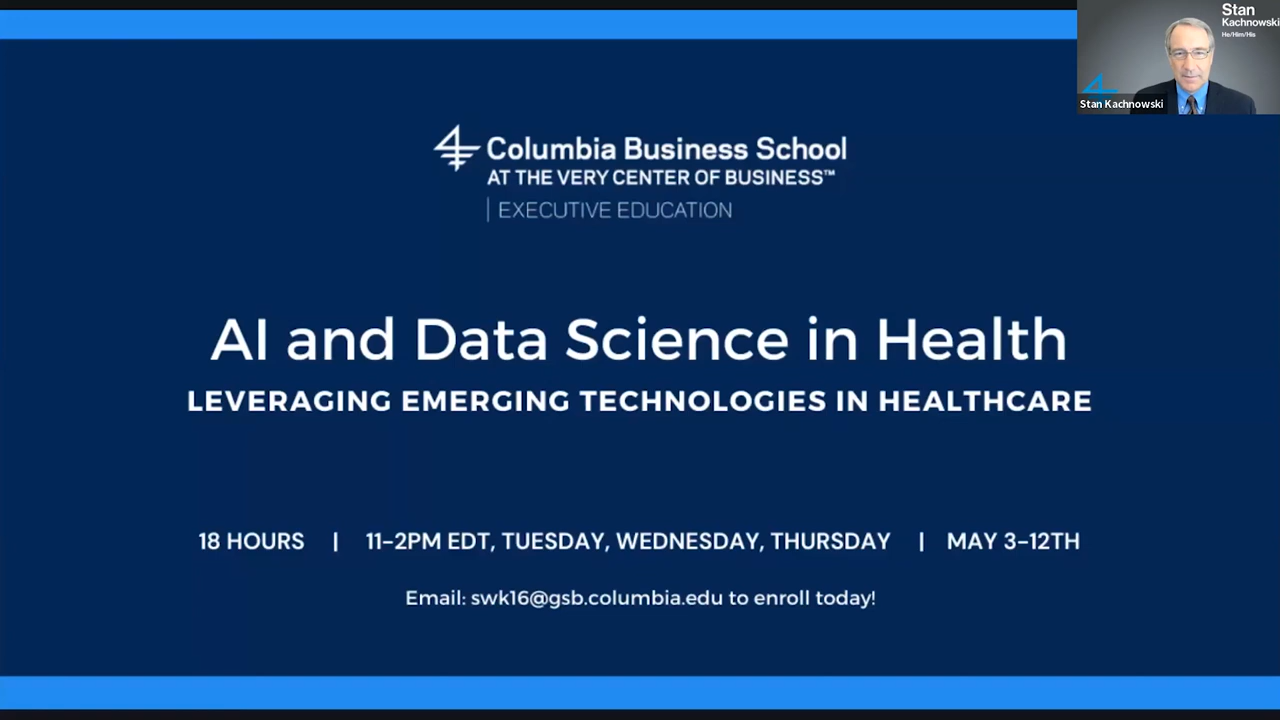 Stan
Kachnowski
He/Him/His
Stan Kachnowski
Columbia Business School
AT THE VERY CENTER OF BUSINESS™
EXECUTIVE EDUCATION
AI and Data Science in Health
LEVERAGING EMERGING TECHNOLOGIES IN HEALTHCARE
18 HOURS | 11–2PM EDT, TUESDAY, WEDNESDAY, THURSDAY | MAY 3–12TH
Email: swk16@gsb.columbia.edu to enroll today!